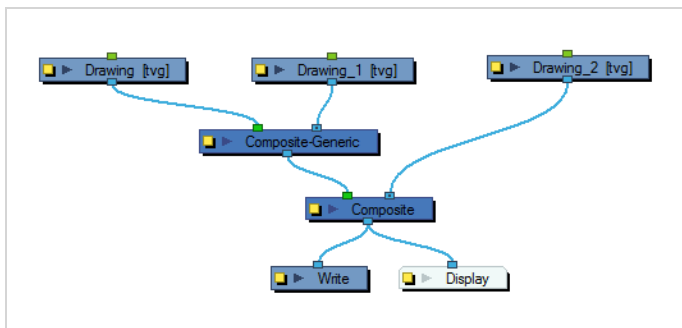 Drawing [tvg]
Drawing_1 [tvg]
Drawing_2 [tvg]
Composite-Generic
Composite
Write
Display